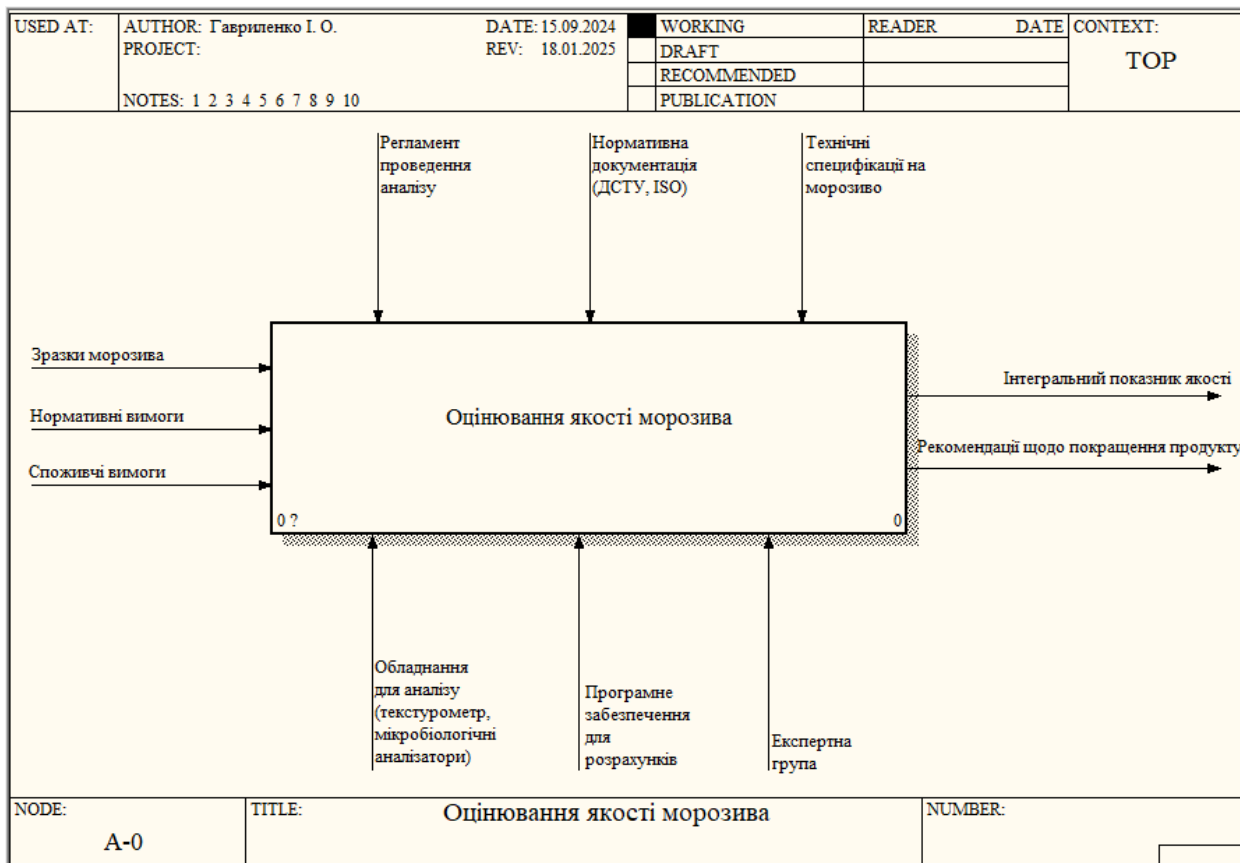 USED AT:
AUTHOR: Гавриленко І. О.
DATE: 15.09.2024
PROJECT:
REV: 18.01.2025
NOTES: 1 2 3 4 5 6 7 8 9 10
WORKING
DRAFT
RECOMMENDED
PUBLICATION
READER
DATE
CONTEXT:
TOP
Регламент
проведення
аналізу
Нормативна
документація
(ДСТУ, ISO)
Технічні
специфікації на
морозиво
Зразки морозива
Нормативні вимоги
Споживчі вимоги
Оцінювання якості морозива
0 ?
0
Інтегральний показник якості
Рекомендації щодо покращення продукту
Обладнання
для аналізу
(текстурометр,
мікробіологічні
аналізатори)
Програмне
забезпечення
для
розрахунків
Експертна
група
NODE:
A-0
TITLE:
Оцінювання якості морозива
NUMBER: